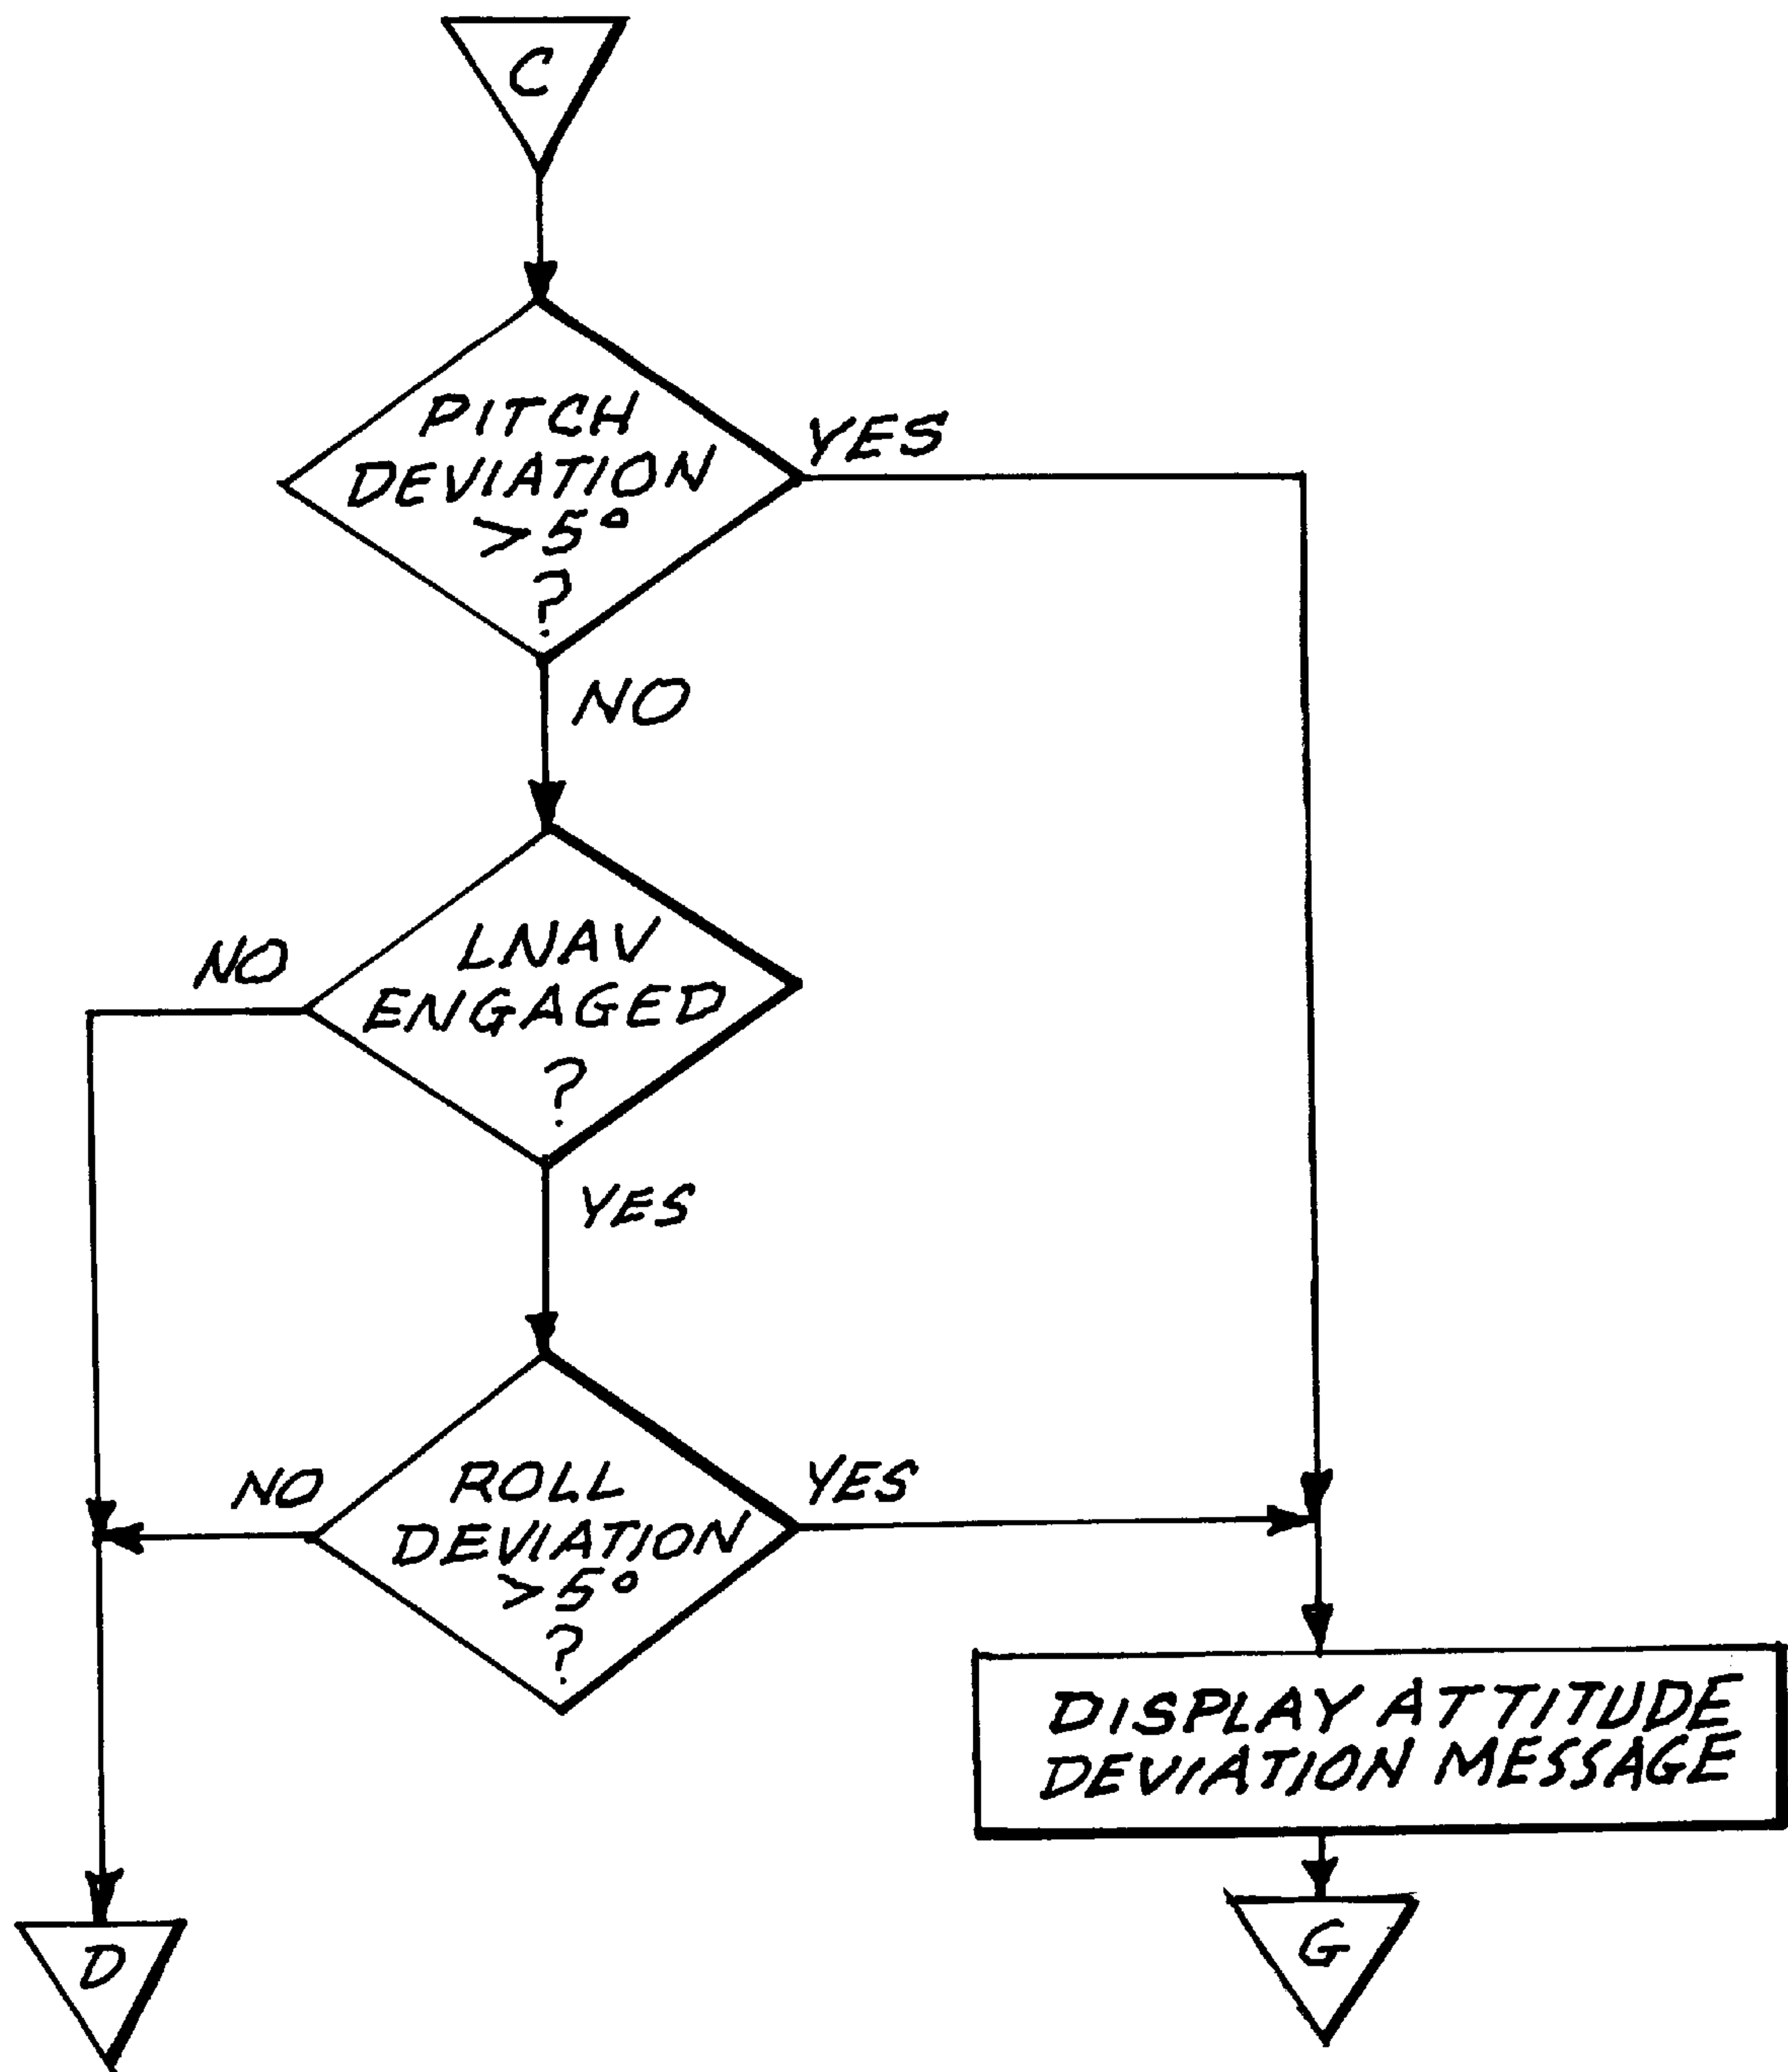 C
PITCH
DEVIATION
>5°
?
YES
NO
LNAV
ENGAGED
?
NO
YES
ROLL
DEVIATION
>5°
?
NO
YES
DISPLAY ATTITUDE
DEVIATION MESSAGE
D
G